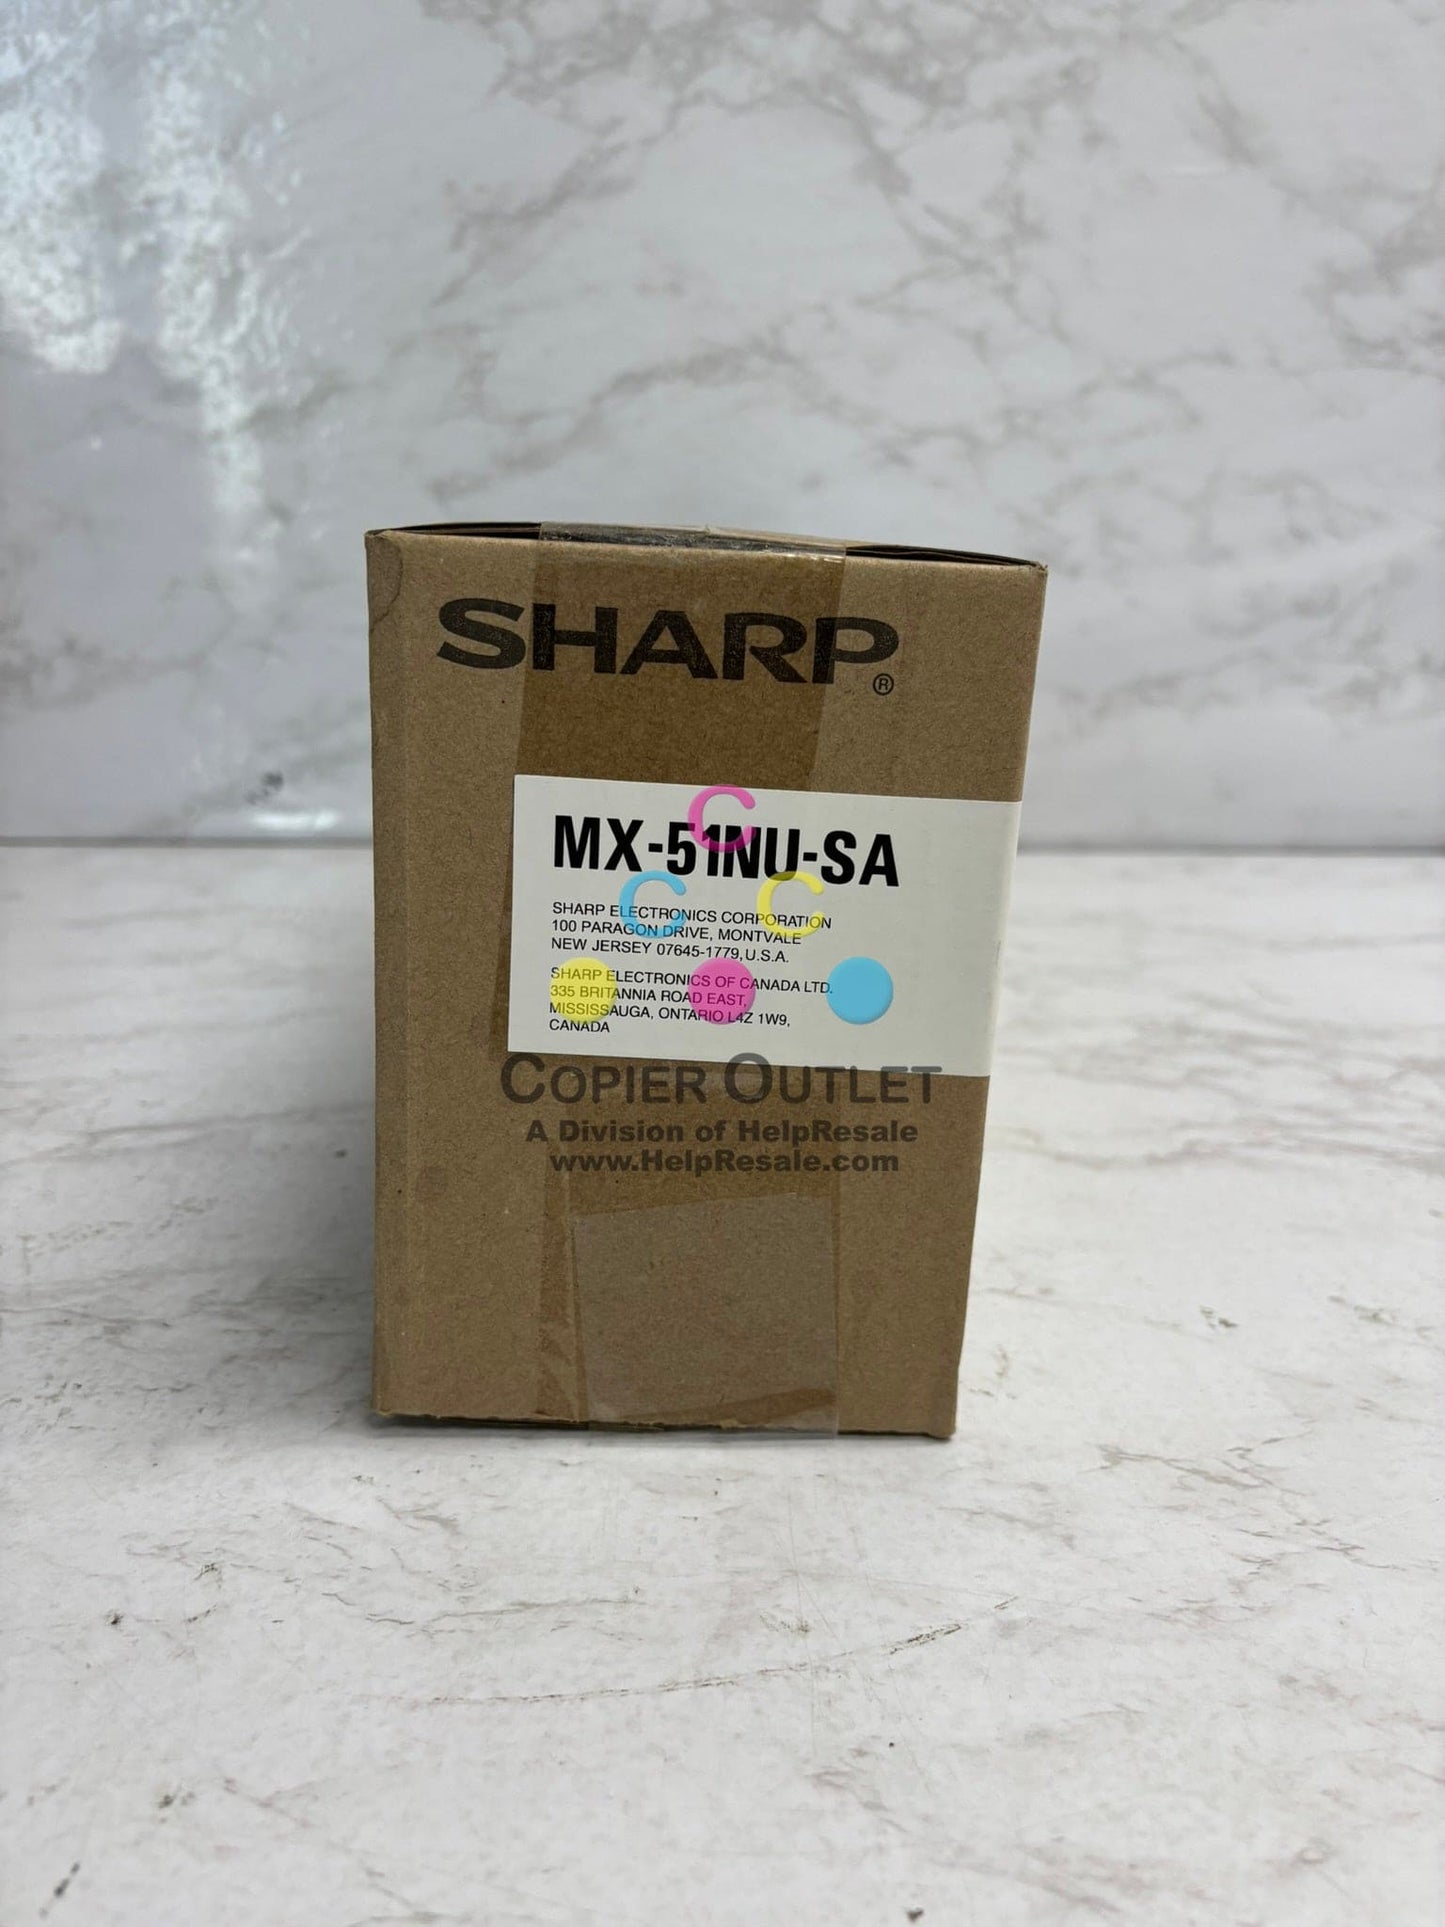 SHARP®
MX-51NU-SA
SHARP ELECTRONICS CORPORATION
100 PARAGON DRIVE, MONTVALE
NEW JERSEY 07645-1779, U.S.A.
SHARP ELECTRONICS OF CANADA LTD.
335 BRITANNIA ROAD EAST,
MISSISSAUGA, ONTARIO L4Z 1W9,
CANADA
C
C C
COPIER OUTLET
A Division of HelpResale
www.HelpResale.com